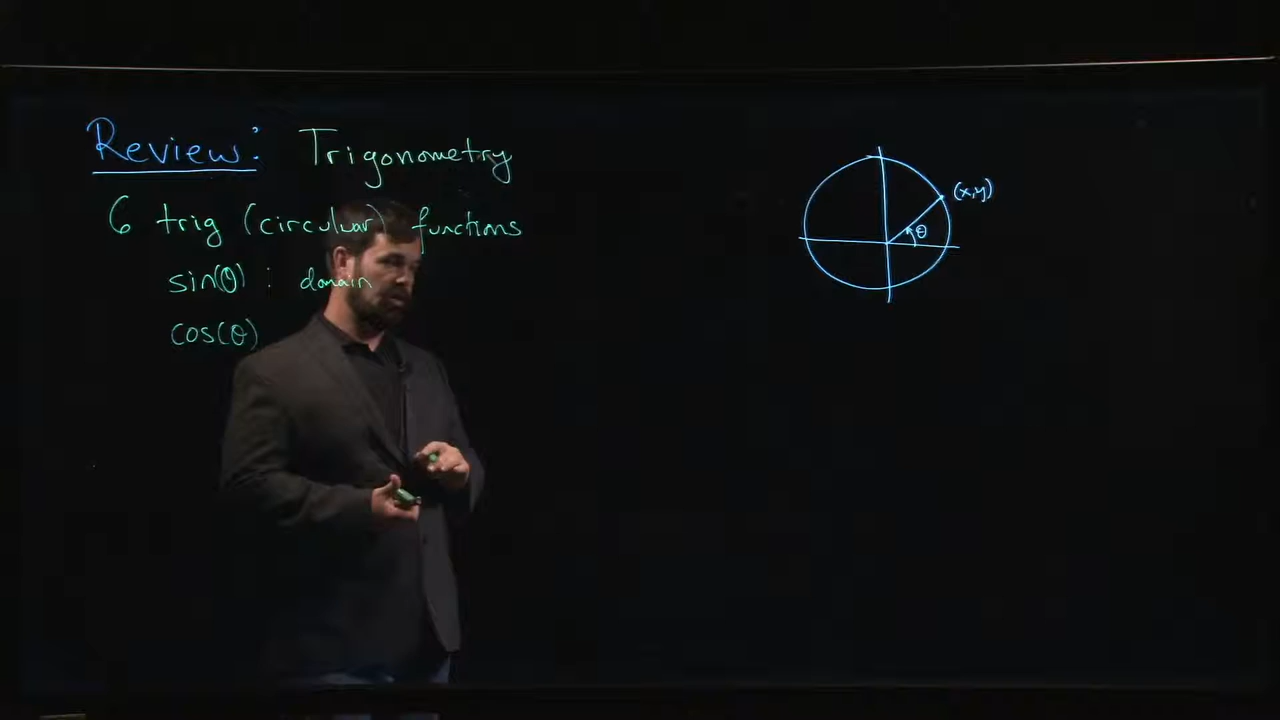 Review: Trigonometry
6 trig (circular) functions
sin(θ) : domain
cos(θ)
(x,y)
θ